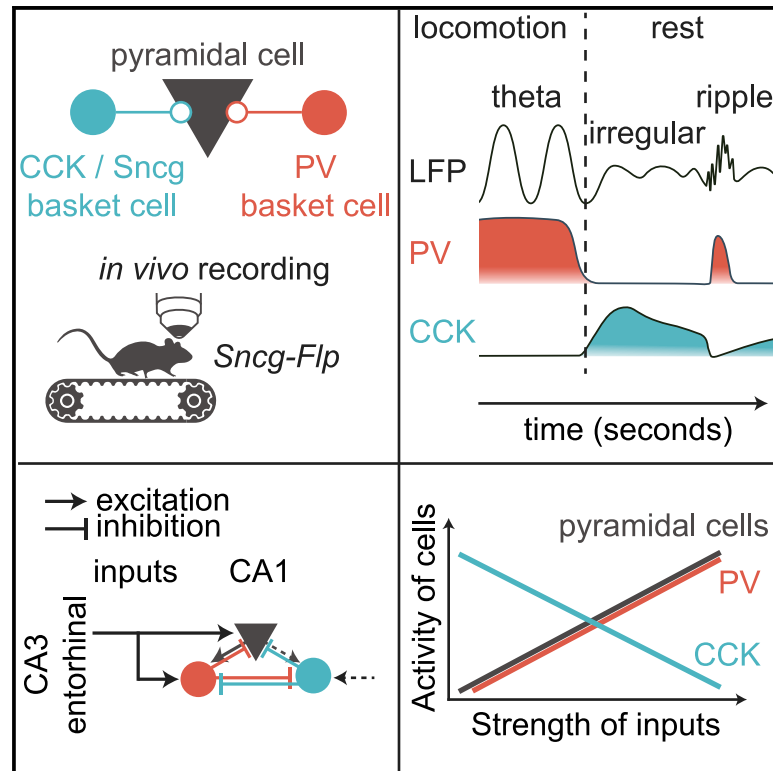 pyramidal cell
CCK / Sncg
basket cell
PV
basket cell
in vivo recording
Sncg-Flp
locomotion
rest
theta
irregular
ripple
LFP
PV
CCK
time (seconds)
excitation
inhibition
inputs
CA1
CA3
entorhinal
Activity of cells
pyramidal cells
PV
CCK
Strength of inputs